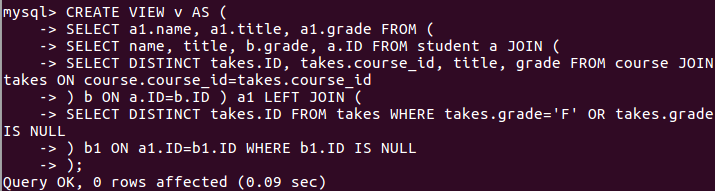 mysql> CREATE VIEW v AS (
    -> SELECT a1.name, a1.title, a1.grade FROM (
    -> SELECT name, title, b.grade, a.ID FROM student a JOIN (
    -> SELECT DISTINCT takes.ID, takes.course_id, title, grade FROM course JOIN
takes ON course.course_id=takes.course_id
    -> ) b ON a.ID=b.ID ) a1 LEFT JOIN (
    -> SELECT DISTINCT takes.ID FROM takes WHERE takes.grade='F' OR takes.grade
IS NULL
    -> ) b1 ON a1.ID=b1.ID WHERE b1.ID IS NULL
    -> );
Query OK, 0 rows affected (0.09 sec)